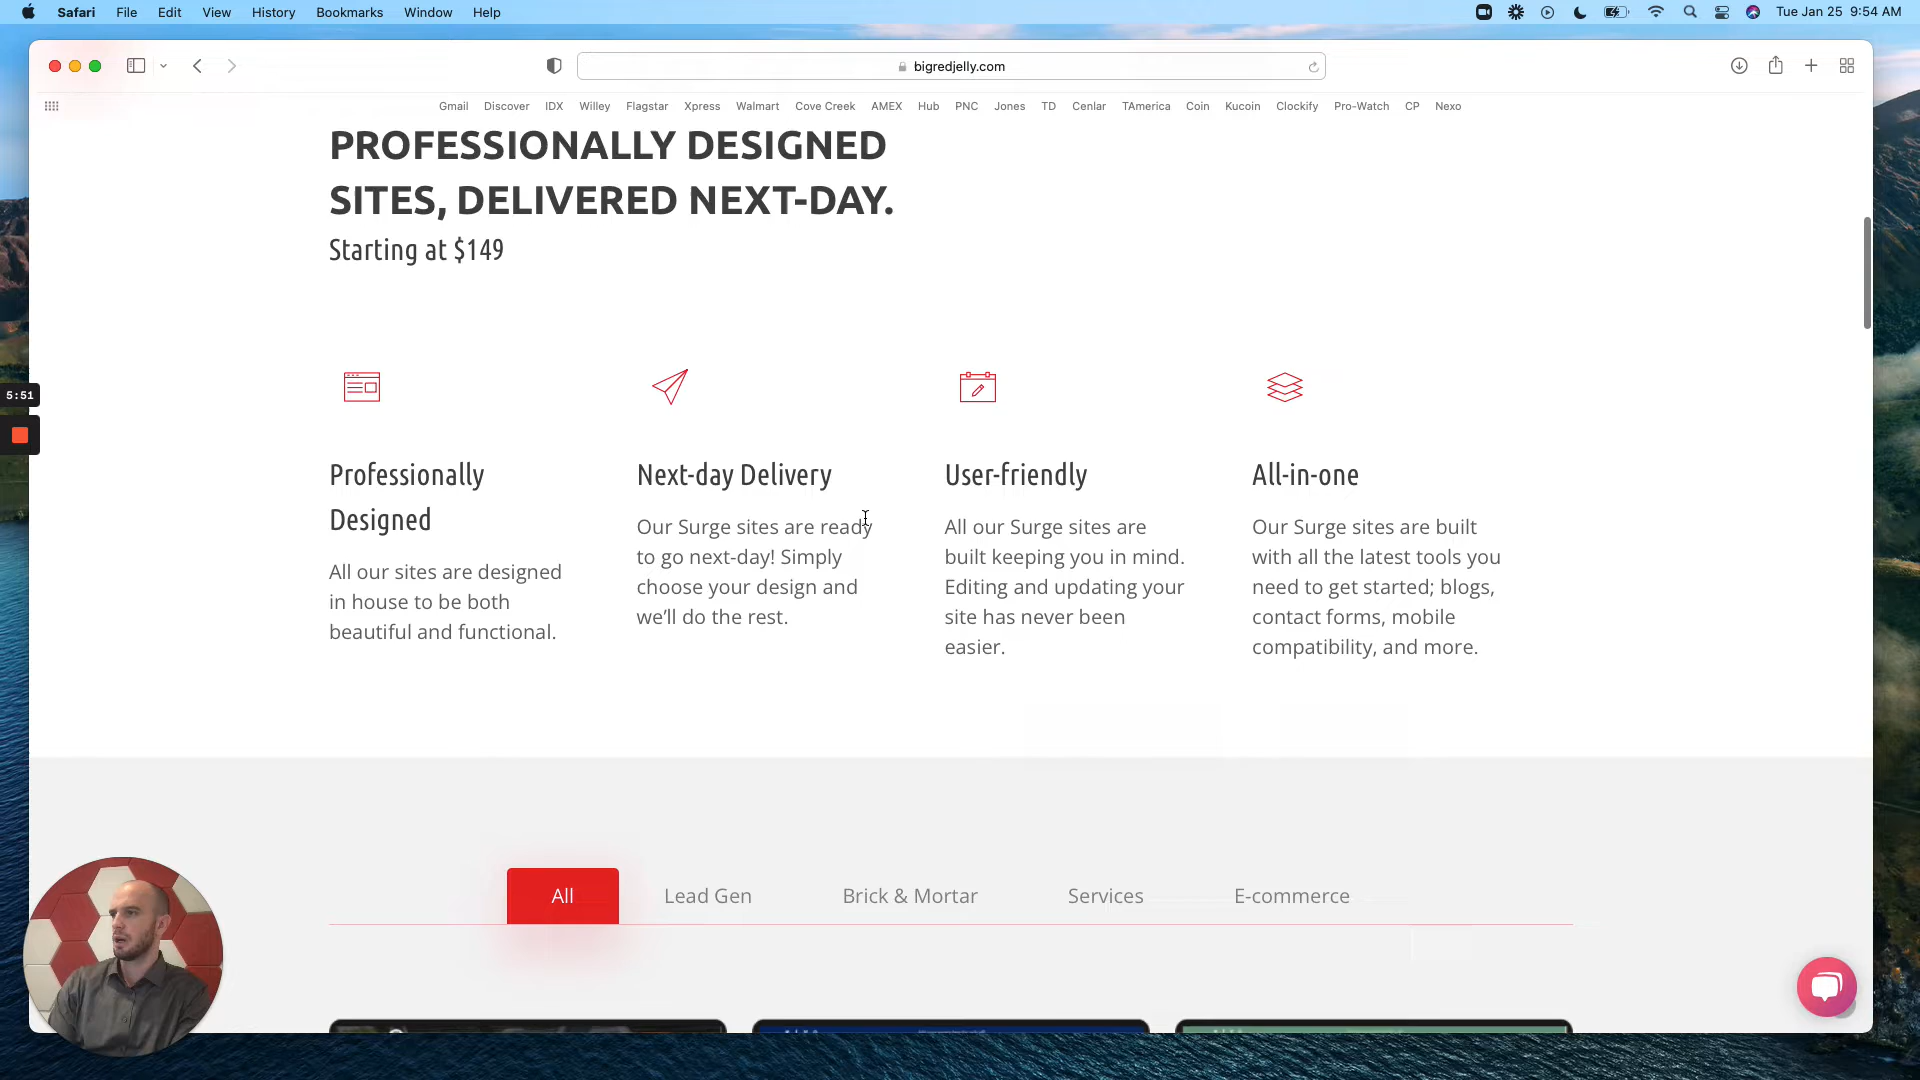 Safari File Edit View History Bookmarks Window Help Tue Jan 25 9:54 AM
bigredjelly.com
Gmail Discover IDX Willey Flagstar Xpress Walmart Cove Creek AMEX Hub PNC Jones TD Cenlar TAmerica Coin Kucoin Clockify Pro-Watch CP Nexo
PROFESSIONALLY DESIGNED
SITES, DELIVERED NEXT-DAY.
Starting at $149
5:51
Professionally
Designed
All our sites are designed
in house to be both
beautiful and functional.
Next-day Delivery
Our Surge sites are ready
to go next-day! Simply
choose your design and
we’ll do the rest.
User-friendly
All our Surge sites are
built keeping you in mind.
Editing and updating your
site has never been
easier.
All-in-one
Our Surge sites are built
with all the latest tools you
need to get started; blogs,
contact forms, mobile
compatibility, and more.
All Lead Gen Brick & Mortar Services E-commerce